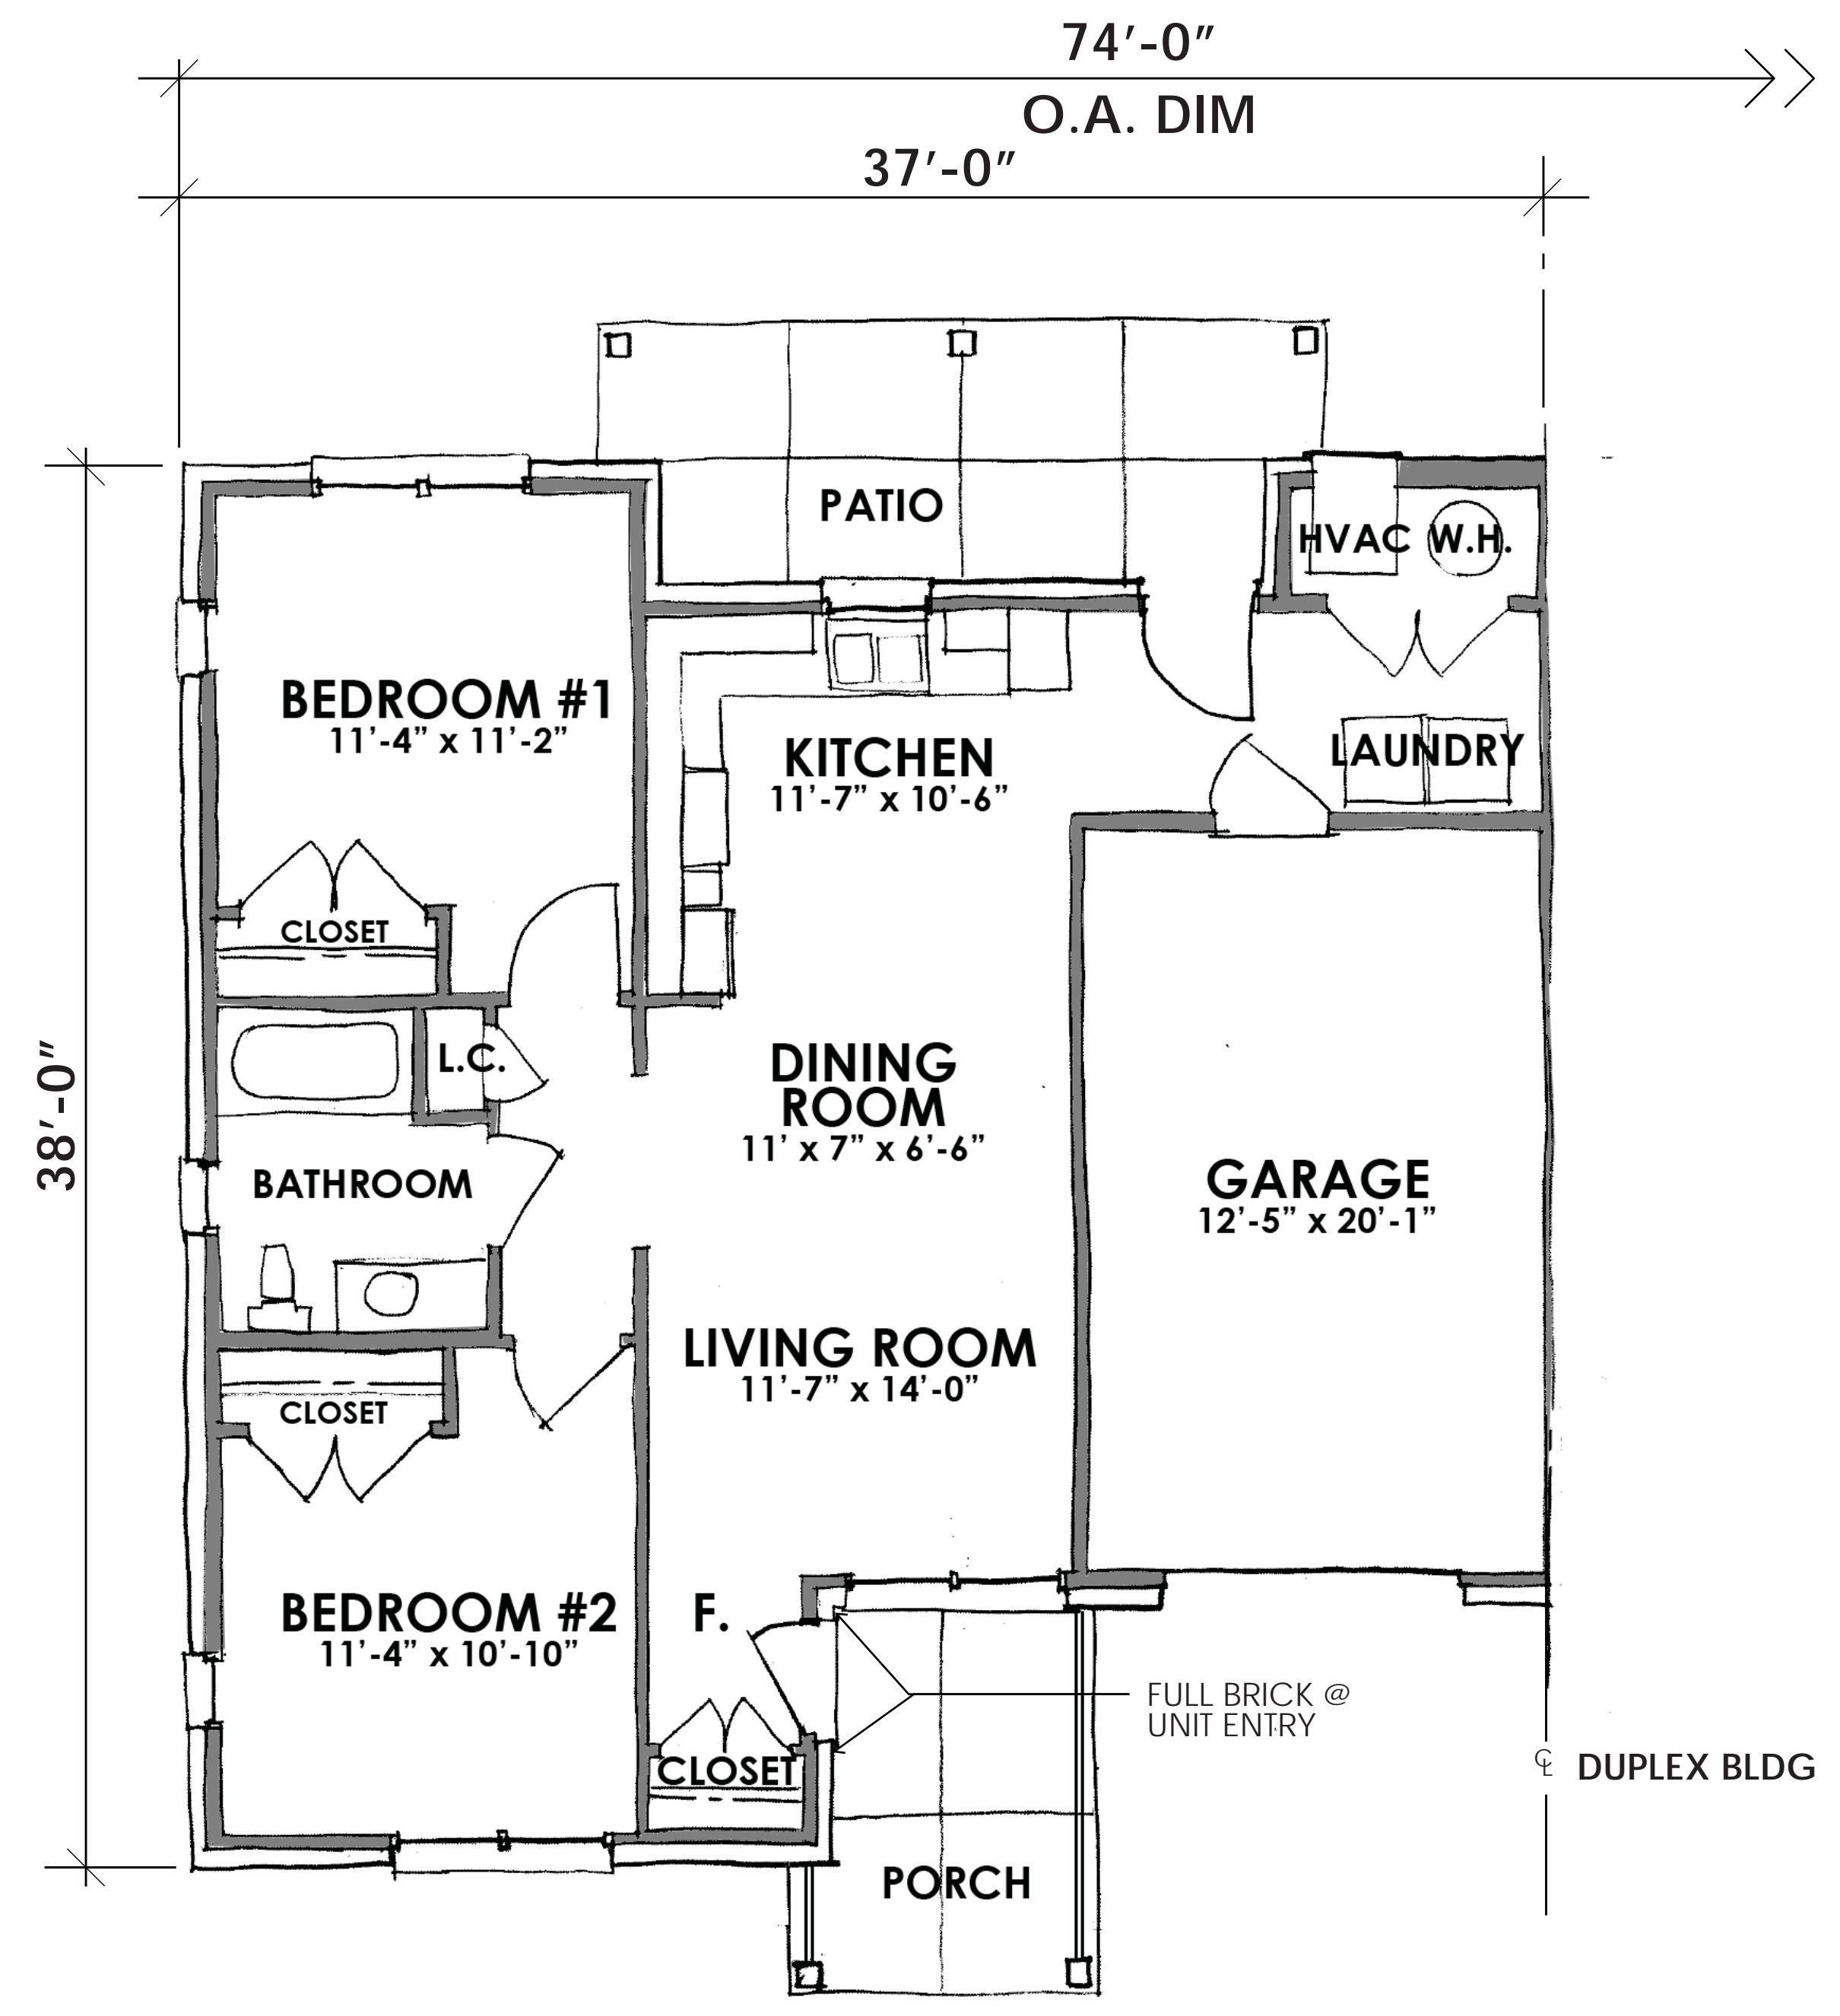 74’-0”
O.A. DIM
37’-0”
PATIO
HVAC W.H.
BEDROOM #1
11’-4” x 11’-2”
KITCHEN
11’-7” x 10’-6”
LAUNDRY
CLOSET
L.C.
DINING
ROOM
11’ x 7” x 6’-6”
38’-0”
BATHROOM
GARAGE
12’-5” x 20’-1”
LIVING ROOM
11’-7” x 14’-0”
CLOSET
BEDROOM #2
11’-4” x 10’-10”
F.
FULL BRICK @
UNIT ENTRY
CLOSET
℄ DUPLEX BLDG
PORCH